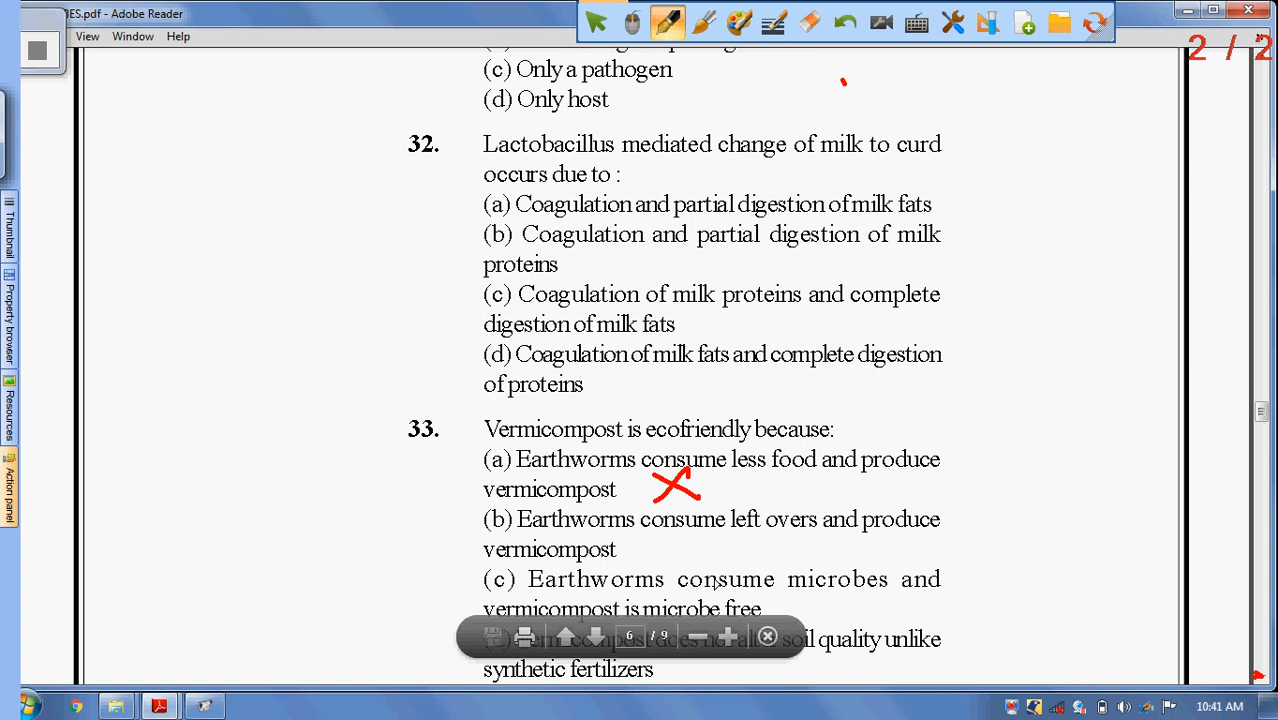 BES.pdf - Adobe Reader
View Window Help
2 / 2
(c) Only a pathogen
(d) Only host
32. Lactobacillus mediated change of milk to curd
occurs due to :
(a) Coagulation and partial digestion of milk fats
(b) Coagulation and partial digestion of milk
proteins
(c) Coagulation of milk proteins and complete
digestion of milk fats
(d) Coagulation of milk fats and complete digestion
of proteins
33. Vermicompost is ecofriendly because:
(a) Earthworms consume less food and produce
vermicompost
(b) Earthworms consume left overs and produce
vermicompost
(c) Earthworms consume microbes and
vermicompost is microbe free
soil quality unlike
synthetic fertilizers
6 / 9
Thumbnail
Property browser
Resources
Action panel
10:41 AM